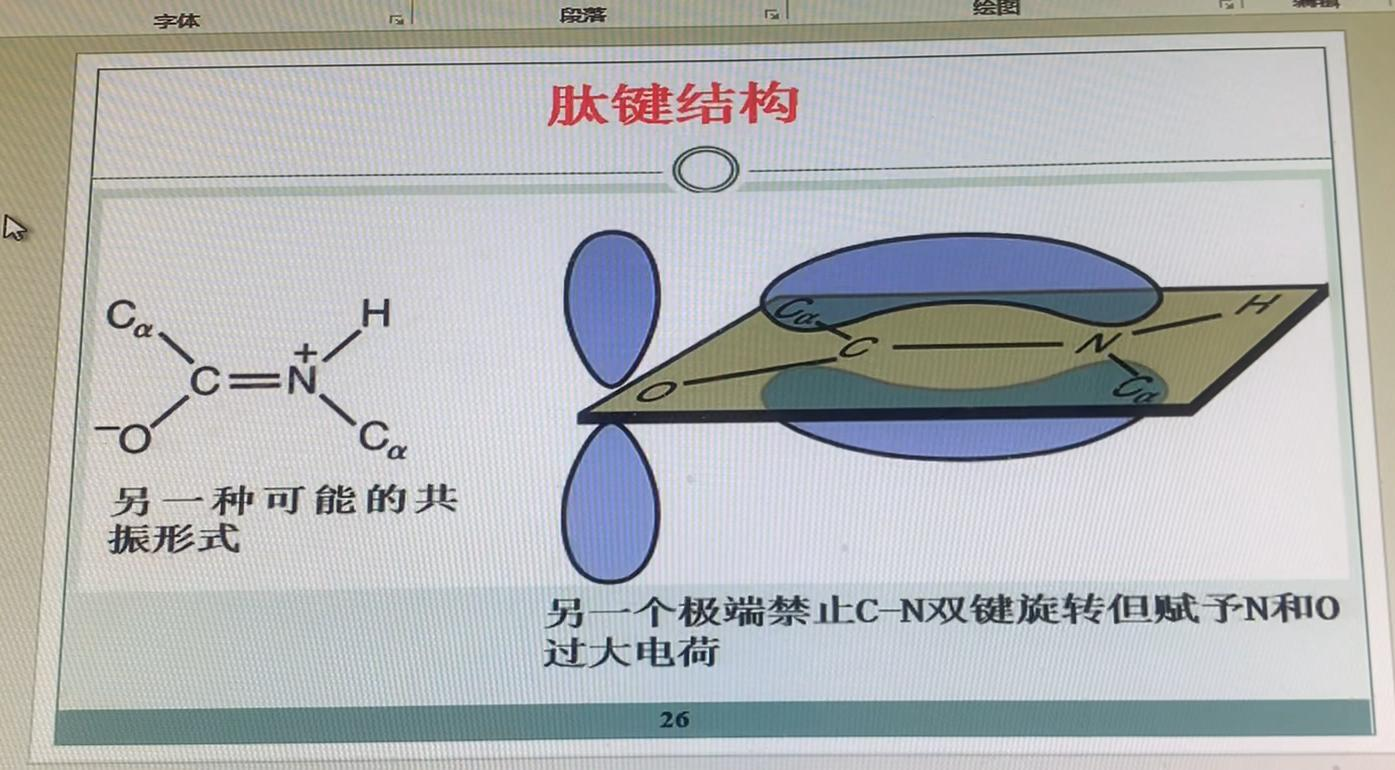 字体 段落 绘图
肽键结构
Cα H
C=N+
-O Cα
另一种可能的共
振形式
Cα H
C N
O Cα
另一个极端禁止C-N双键旋转但赋予N和O
过大电荷
26